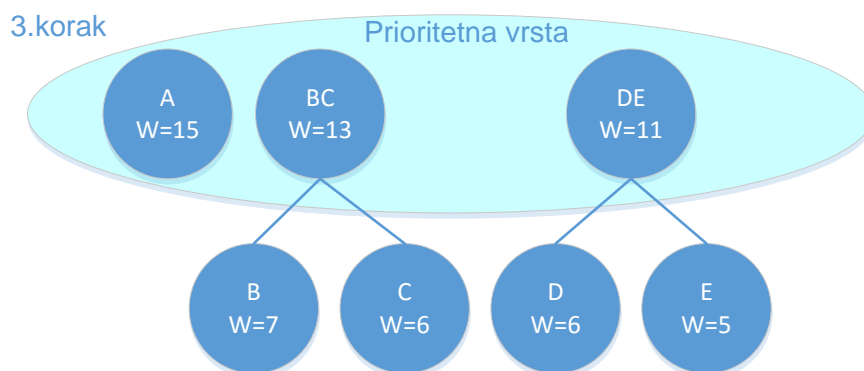 3.korak
Prioritetna vrsta
A
W=15
BC
W=13
DE
W=11
B
W=7
C
W=6
D
W=6
E
W=5